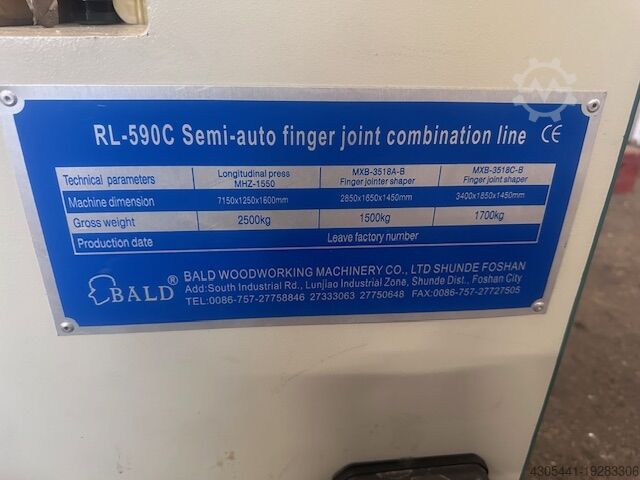 RL-590C Semi-auto finger joint combination line CE
Technical parameters Longitudinal press MHZ-1550 MXB-3518A-B Finger jointer shaper MXB-3518C-B Finger joint shaper
Machine dimension 7150x1250x1600mm 2850x1650x1450mm 3400x1850x1450mm
Gross weight 2500kg 1500kg 1700kg
Production date Leave factory number
BALD®
BALD WOODWORKING MACHINERY CO., LTD SHUNDE FOSHAN
Add:South Industrial Rd., Lunjiao Industrial Zone, Shunde Dist., Foshan City
TEL:0086-757-27758846 27333063 27750648 FAX:0086-757-27727505
4305441-19283306